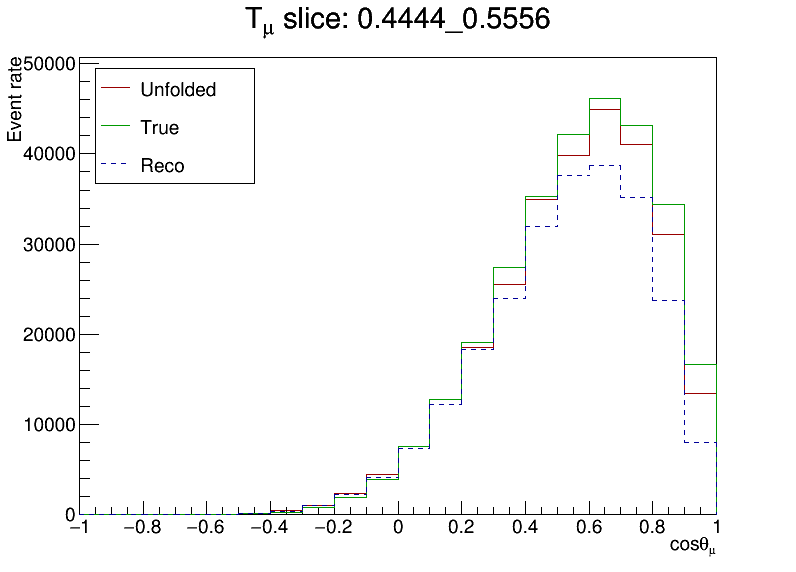 Tμ slice: 0.4444_0.5556
Event rate
50000
40000
30000
20000
10000
0
Unfolded
True
Reco
−1 −0.8 −0.6 −0.4 −0.2 0 0.2 0.4 0.6 0.8 1
cosθμ